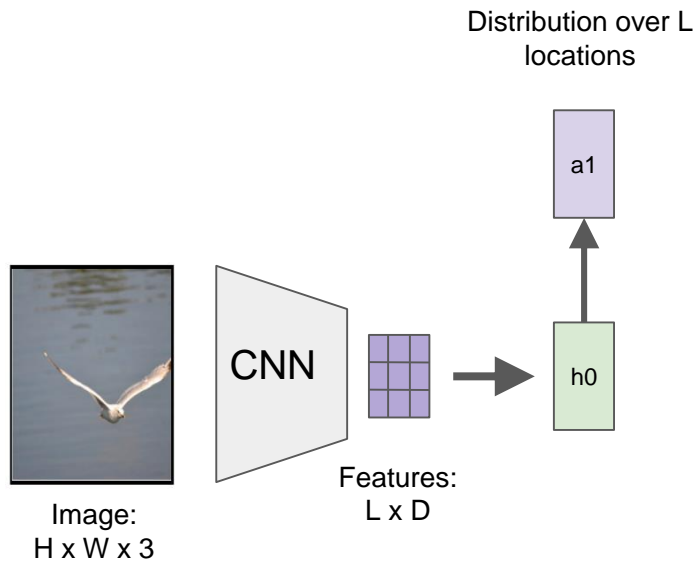 Distribution over L
locations
a1
CNN
h0
Features:
L x D
Image:
H x W x 3